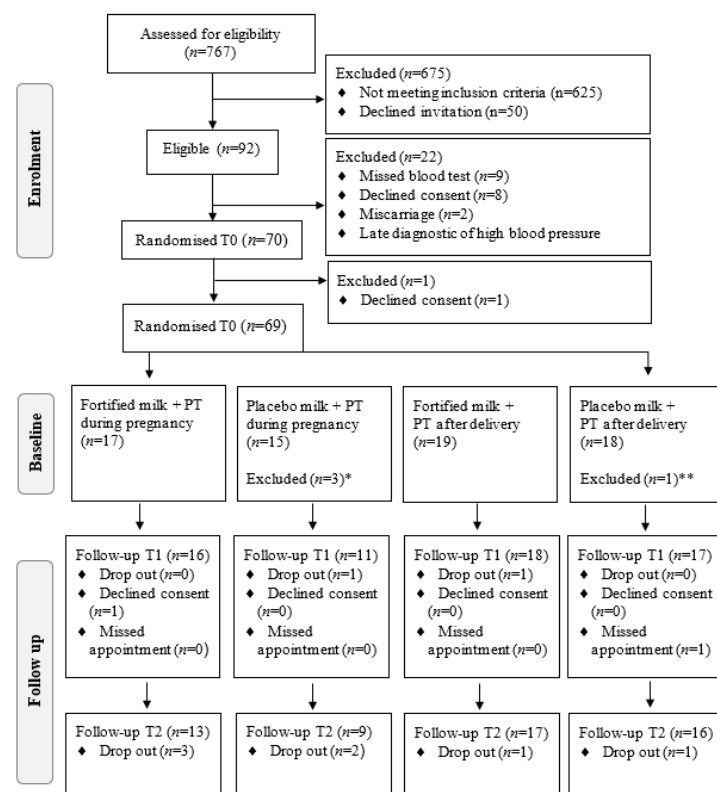 Assessed for eligibility
(n=767)
Excluded (n=675)
♦ Not meeting inclusion criteria (n=625)
♦ Declined invitation (n=50)
Enrolment
Eligible (n=92)
Excluded (n=22)
♦ Missed blood test (n=9)
♦ Declined consent (n=8)
♦ Miscarriage (n=2)
♦ Late diagnostic of high blood pressure
Randomised T0 (n=70)
Excluded (n=1)
♦ Declined consent (n=1)
Randomised T0 (n=69)
Baseline
Fortified milk + PT
during pregnancy
(n=17)
Placebo milk + PT
during pregnancy
(n=15)
Excluded (n=3)*
Fortified milk +
PT after delivery
(n=19)
Placebo milk +
PT after delivery
(n=18)
Excluded (n=1)**
Follow up
Follow-up T1 (n=16)
♦ Drop out (n=0)
♦ Declined consent
(n=1)
♦ Missed
appointment (n=0)
Follow-up T1 (n=11)
♦ Drop out (n=1)
♦ Declined consent
(n=0)
♦ Missed
appointment (n=0)
Follow-up T1 (n=18)
♦ Drop out (n=1)
♦ Declined consent
(n=0)
♦ Missed
appointment (n=0)
Follow-up T1 (n=17)
♦ Drop out (n=0)
♦ Declined consent
(n=0)
♦ Missed
appointment (n=1)
Follow-up T2 (n=13)
♦ Drop out (n=3)
Follow-up T2 (n=9)
♦ Drop out (n=2)
Follow-up T2 (n=17)
♦ Drop out (n=1)
Follow-up T2 (n=16)
♦ Drop out (n=1)